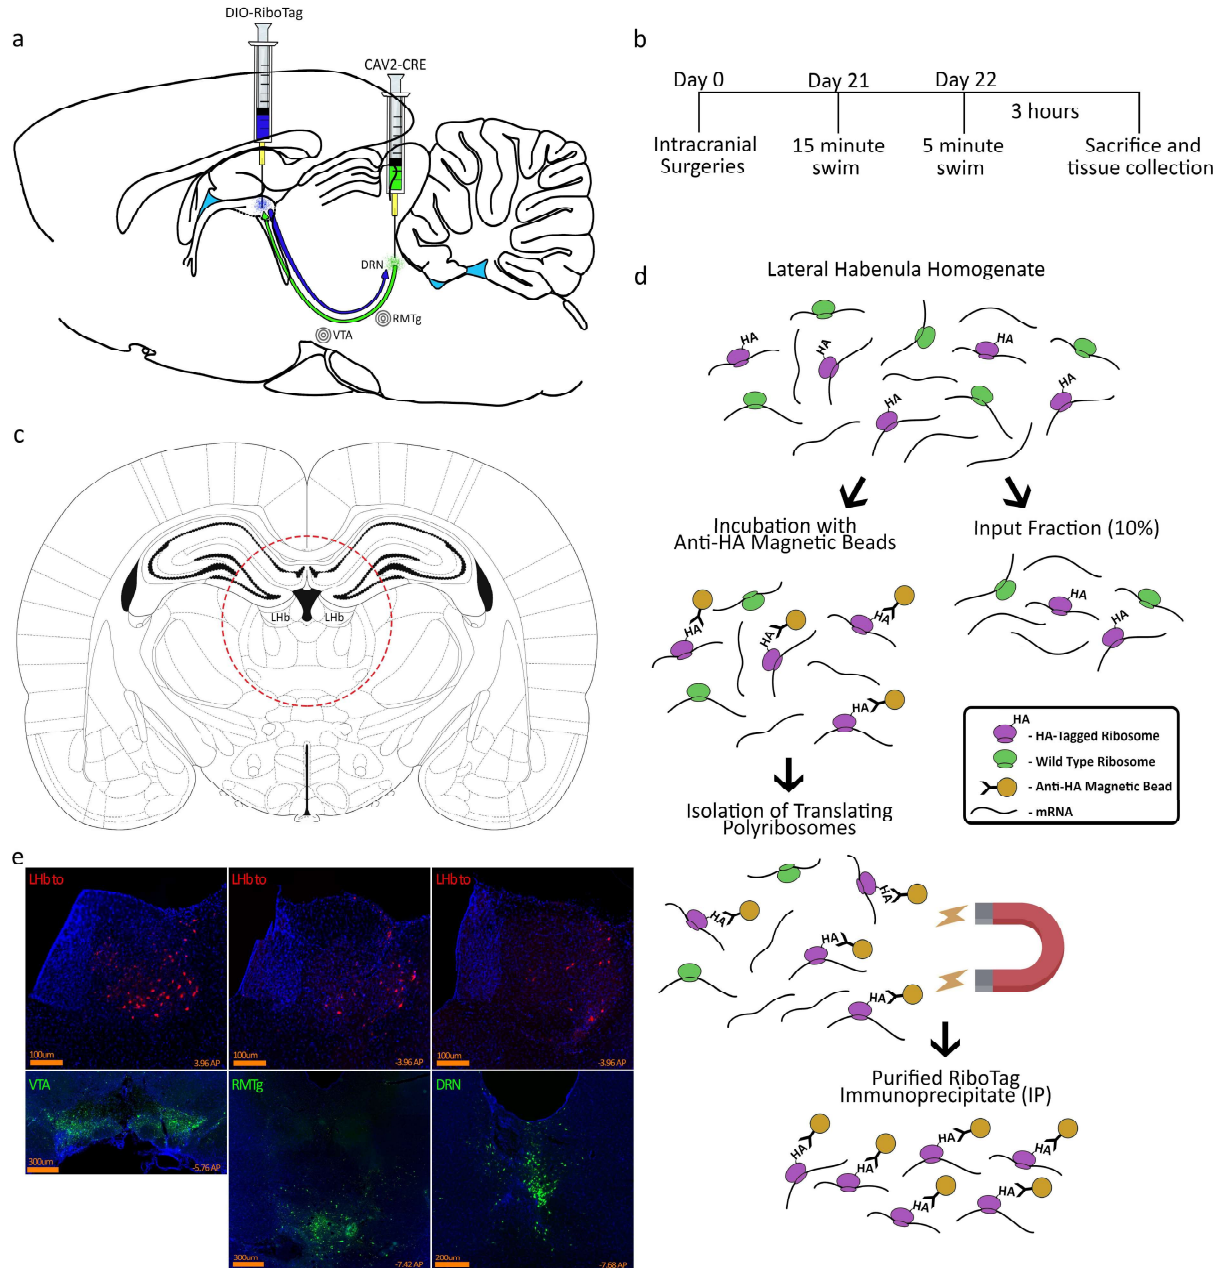 a
DIO-RiboTag
CAV2-CRE
DRN
RMTg
VTA
b
Day 0
Day 21
Day 22
3 hours
Intracranial
Surgeries
15 minute
swim
5 minute
swim
Sacrifice and
tissue collection
c
LHb
LHb
d
Lateral Habenula Homogenate
HA
HA
HA
HA
HA
Incubation with
Anti-HA Magnetic Beads
Input Fraction (10%)
HA
HA
HA
HA
HA
HA
HA
- HA-Tagged Ribosome
- Wild Type Ribosome
- Anti-HA Magnetic Bead
- mRNA
Isolation of Translating
Polyribosomes
HA
HA
HA
HA
Purified RiboTag
Immunoprecipitate (IP)
HA
HA
HA
HA
HA
HA
e
LHb to
100um
3.96 AP
LHb to
100um
-3.96 AP
LHb to
100um
-3.96 AP
VTA
300um
-5.76 AP
RMTg
300um
-7.42 AP
DRN
200um
-7.68 AP